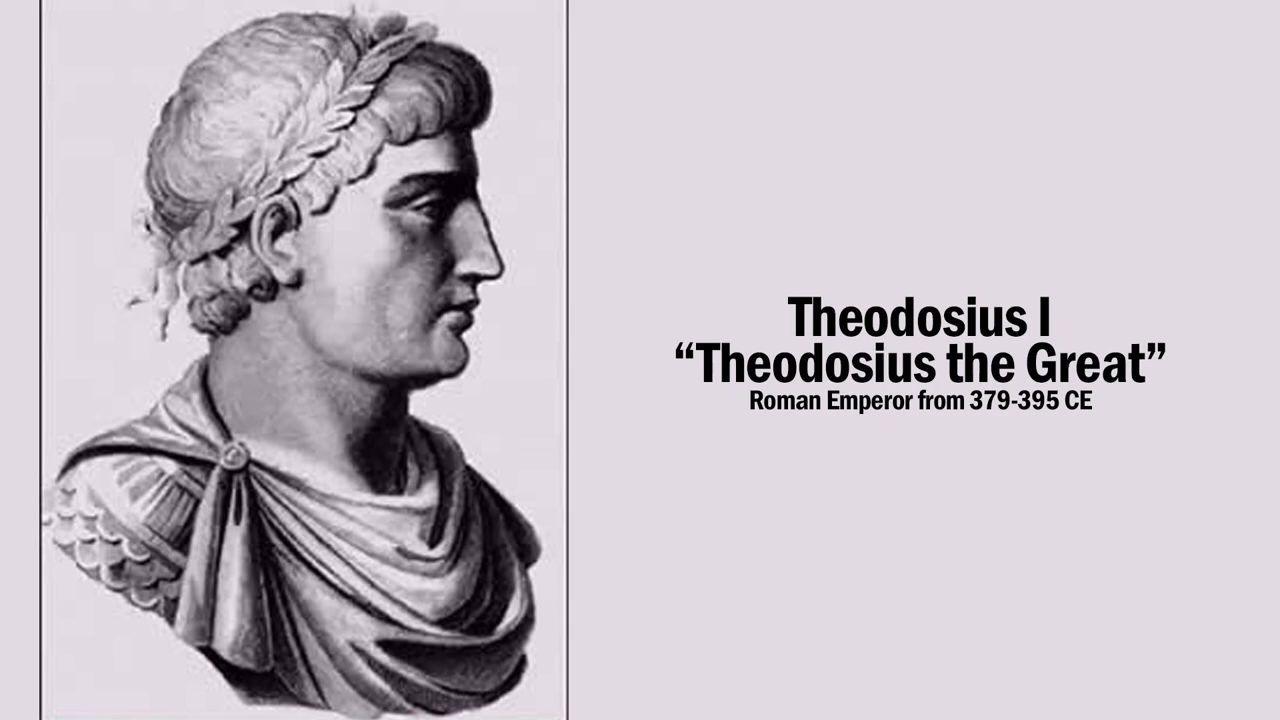 Theodosius I
“Theodosius the Great”
Roman Emperor from 379-395 CE